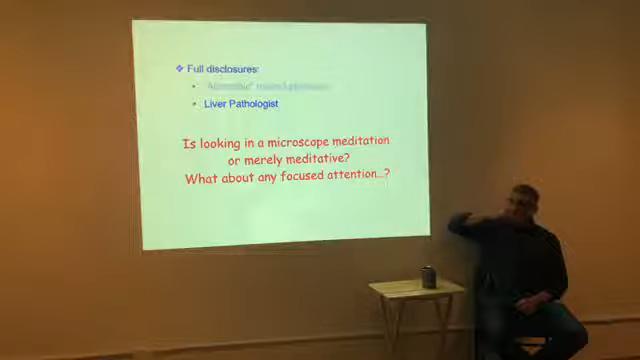 ❖ Full disclosures:
• Liver Pathologist
Is looking in a microscope meditation
or merely meditative?
What about any focused attention…?